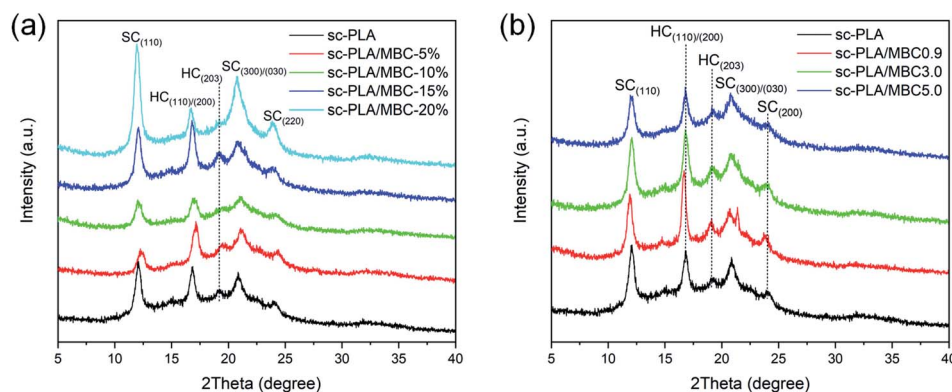 (a)
SC(110)
HC(110)/(200)
HC(203)
SC(300)/(030)
SC(220)
sc-PLA
sc-PLA/MBC-5%
sc-PLA/MBC-10%
sc-PLA/MBC-15%
sc-PLA/MBC-20%
Intensity (a.u.)
5 10 15 20 25 30 35 40
2Theta (degree)
(b)
HC(110)/(200)
SC(110)
HC(203)
SC(300)/(030)
SC(200)
sc-PLA
sc-PLA/MBC0.9
sc-PLA/MBC3.0
sc-PLA/MBC5.0
Intensity (a.u.)
5 10 15 20 25 30 35 40
2Theta (degree)